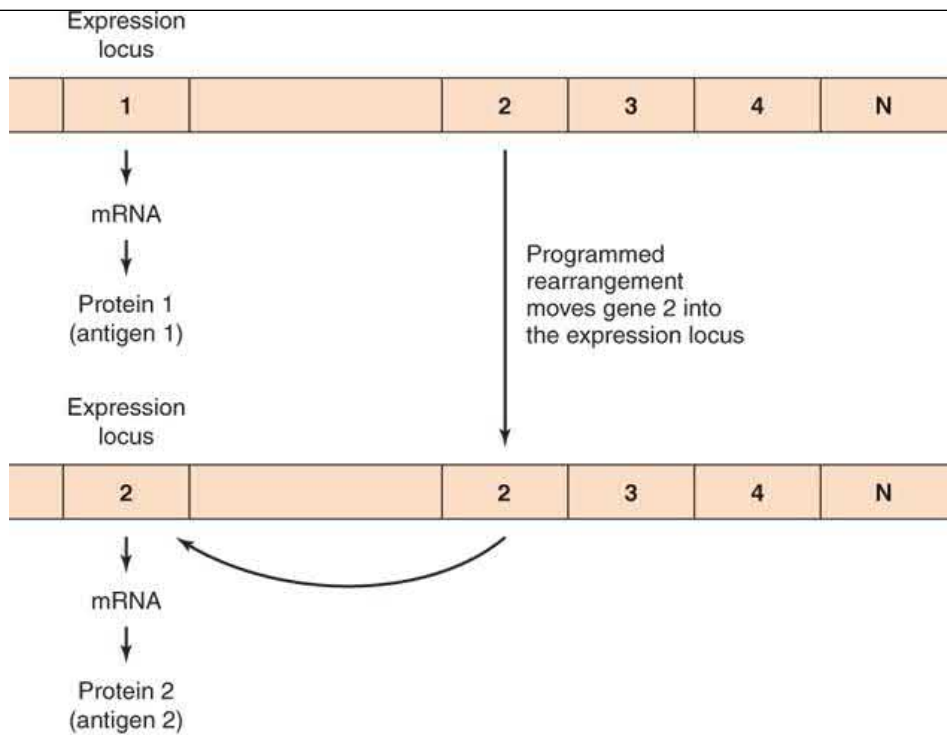 Expression
locus
1 2 3 4 N
mRNA
Protein 1
(antigen 1)
Programmed
rearrangement
moves gene 2 into
the expression locus
Expression
locus
2 2 3 4 N
mRNA
Protein 2
(antigen 2)